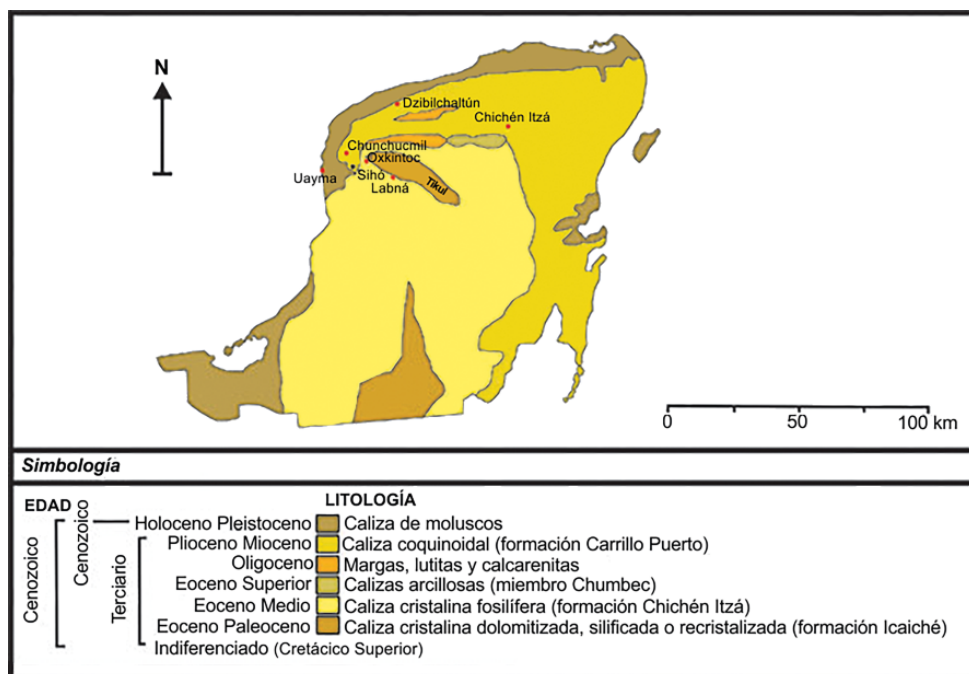 N
Dzibilchaltún
Chichén Itzá
Chunchucmil
Oxkintoc
Sihó
Uayma
Labná
Tikul
0 50 100 km
Simbología
EDAD
LITOLOGÍA
Cenozoico
Cenozoico
Terciario
Holoceno Pleistoceno Caliza de moluscos
Plioceno Mioceno Caliza coquinoidal (formación Carrillo Puerto)
Oligoceno Margas, lutitas y calcarenitas
Eoceno Superior Calizas arcillosas (miembro Chumbec)
Eoceno Medio Caliza cristalina fosilífera (formación Chichén Itzá)
Eoceno Paleoceno Caliza cristalina dolomitizada, silificada o recristalizada (formación Icaiché)
Indiferenciado (Cretácico Superior)